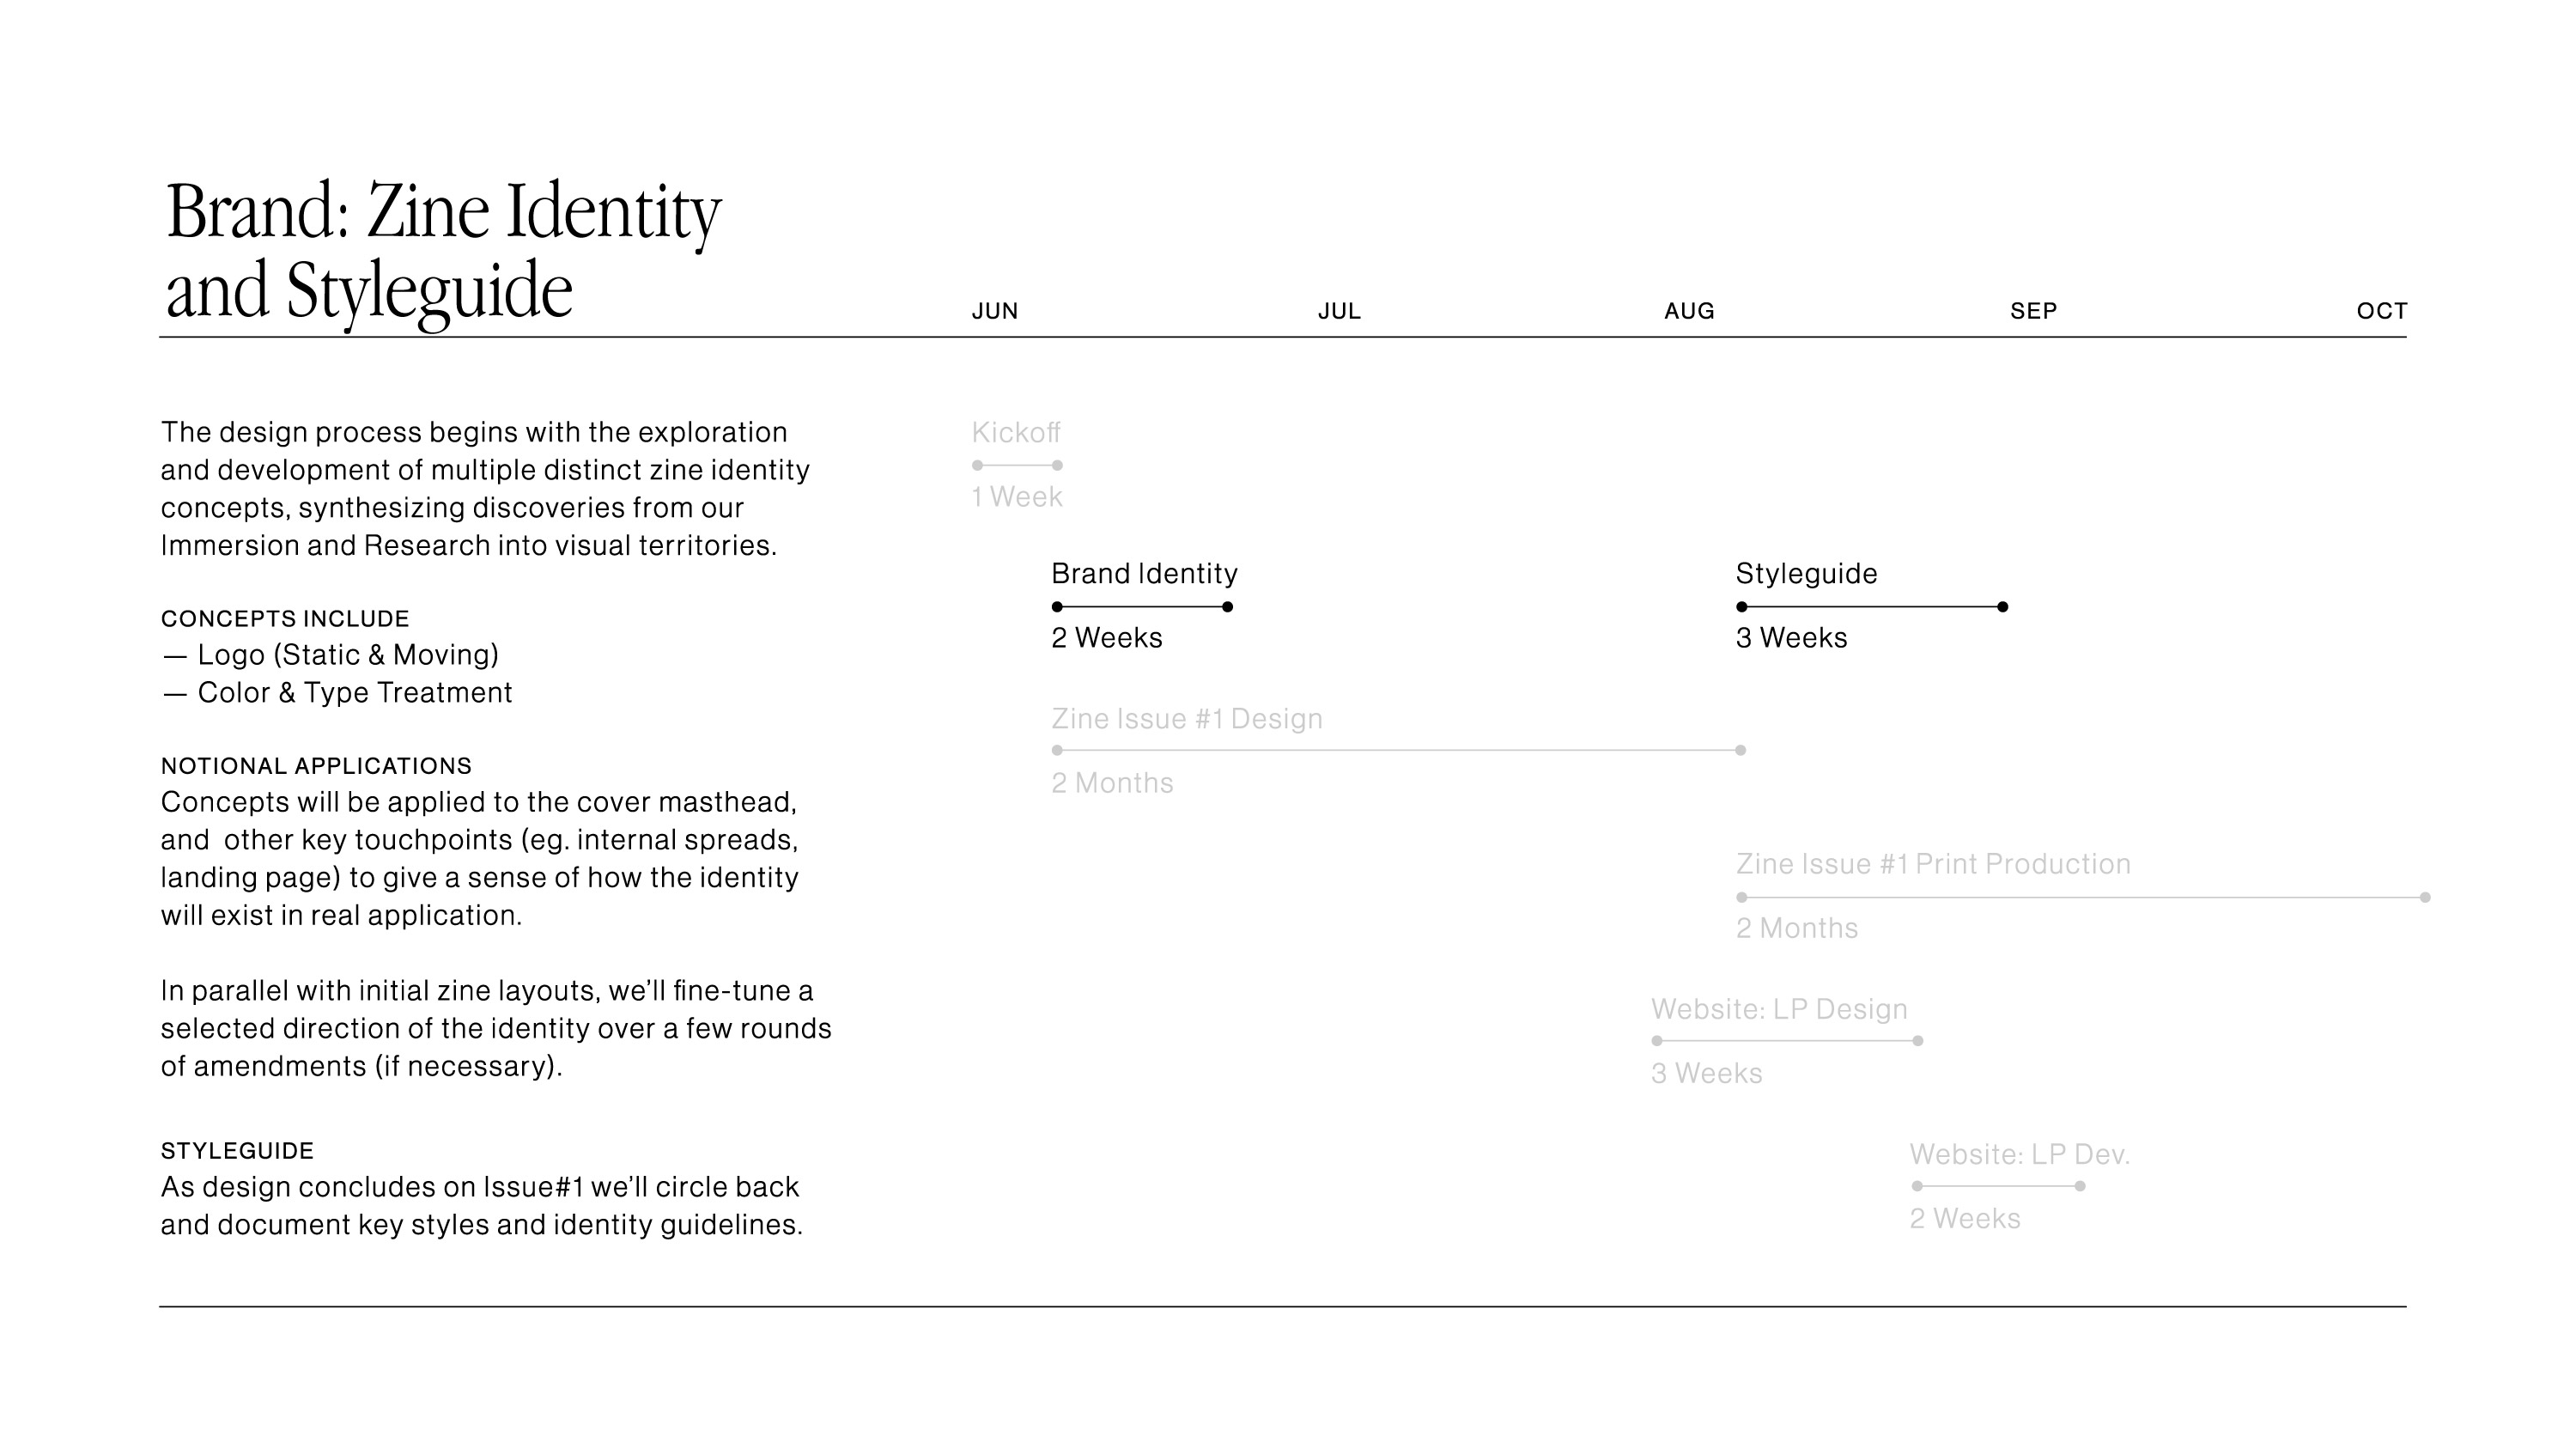 Brand: Zine Identity
and Styleguide
JUN JUL AUG SEP OCT
The design process begins with the exploration
and development of multiple distinct zine identity
concepts, synthesizing discoveries from our
Immersion and Research into visual territories.
CONCEPTS INCLUDE
— Logo (Static & Moving)
— Color & Type Treatment
NOTIONAL APPLICATIONS
Concepts will be applied to the cover masthead,
and  other key touchpoints (eg. internal spreads,
landing page) to give a sense of how the identity
will exist in real application.
In parallel with initial zine layouts, we’ll fine-tune a
selected direction of the identity over a few rounds
of amendments (if necessary).
STYLEGUIDE
As design concludes on Issue#1 we’ll circle back
and document key styles and identity guidelines.
Kickoff
1 Week
Brand Identity
2 Weeks
Styleguide
3 Weeks
Zine Issue #1 Design
2 Months
Zine Issue #1 Print Production
2 Months
Website: LP Design
3 Weeks
Website: LP Dev.
2 Weeks